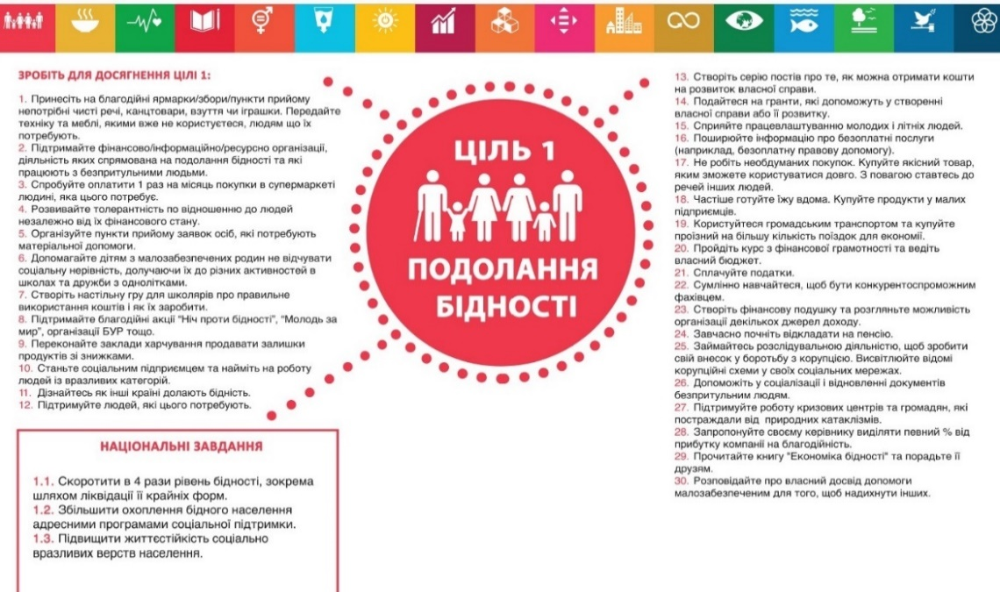 ЗРОБІТЬ ДЛЯ ДОСЯГНЕННЯ ЦІЛІ 1:
1. Принесіть на благодійні ярмарки/збори/пункти прийому
непотрібні чисті речі, канцтовари, взуття чи іграшки. Передайте
техніку та меблі, якими вже не користуєтеся, людям що їх
потребують.
2. Підтримайте фінансово/інформаційно/ресурсно організації,
діяльність яких спрямована на подолання бідності та які
працюють з безпритульними людьми.
3. Спробуйте оплатити 1 раз на місяць покупки в супермаркеті
людині, яка цього потребує.
4. Розвивайте толерантність по відношенню до людей
незалежно від їх фінансового стану.
5. Організуйте пункти прийому заявок осіб, які потребують
матеріальної допомоги.
6. Допомагайте дітям з малозабезпечених родин не відчувати
соціальну нерівність, долучаючи їх до різних активностей в
школах та дружби з однолітками.
7. Створіть настільну гру для школярів про правильне
використання коштів і як їх заробити.
8. Підтримайте благодійні акції “Ніч проти бідності”, “Молодь за
мир”, організації БУР тощо.
9. Переконайте заклади харчування продавати залишки
продуктів зі знижками.
10. Станьте соціальним підприємцем та найміть на роботу
людей із вразливих категорій.
11. Дізнайтесь як інші країні долають бідність.
12. Підтримуйте людей, які цього потребують.
НАЦІОНАЛЬНІ ЗАВДАННЯ
1.1. Скоротити в 4 рази рівень бідності, зокрема
шляхом ліквідації її крайніх форм.
1.2. Збільшити охоплення бідного населення
адресними програмами соціальної підтримки.
1.3. Підвищити життєстійкість соціально
вразливих верств населення.
ЦІЛЬ 1
ПОДОЛАННЯ
БІДНОСТІ
13. Створіть серію постів про те, як можна отримати кошти
на розвиток власної справи.
14. Подайтеся на гранти, які допоможуть у створенні
власної справи або її розвитку.
15. Сприяйте працевлаштуванню молодих і літніх людей.
16. Поширюйте інформацію про безоплатні послуги
(наприклад, безоплатну правову допомогу).
17. Не робіть необдуманих покупок. Купуйте якісний товар,
яким зможете користуватися довго. З повагою ставтесь до
речей інших людей.
18. Частіше готуйте їжу вдома. Купуйте продукти у малих
підприємців.
19. Користуйтеся громадським транспортом та купуйте
проїзний на більшу кількість поїздок для економії.
20. Пройдіть курс з фінансової грамотності та ведіть
власний бюджет.
21. Сплачуйте податки.
22. Сумлінно навчайтеся, щоб бути конкурентоспроможним
фахівцем.
23. Створіть фінансову подушку та розгляньте можливість
організації декількох джерел доходу.
24. Завчасно почніть відкладати на пенсію.
25. Займайтесь розслідувальною діяльністю, щоб зробити
свій внесок у боротьбу з корупцією. Висвітлюйте відомі
корупційні схеми у своїх соціальних мережах.
26. Допоможіть у соціалізації і відновленні документів
безпритульним людям.
27. Підтримуйте роботу кризових центрів та громадян, які
постраждали від природних катаклізмів.
28. Запропонуйте своєму керівнику виділяти певний % від
прибутку компанії на благодійність.
29. Прочитайте книгу "Економіка бідності" та порадьте її
друзям.
30. Розповідайте про власний досвід допомоги
малозабезпеченим для того, щоб надихнути інших.